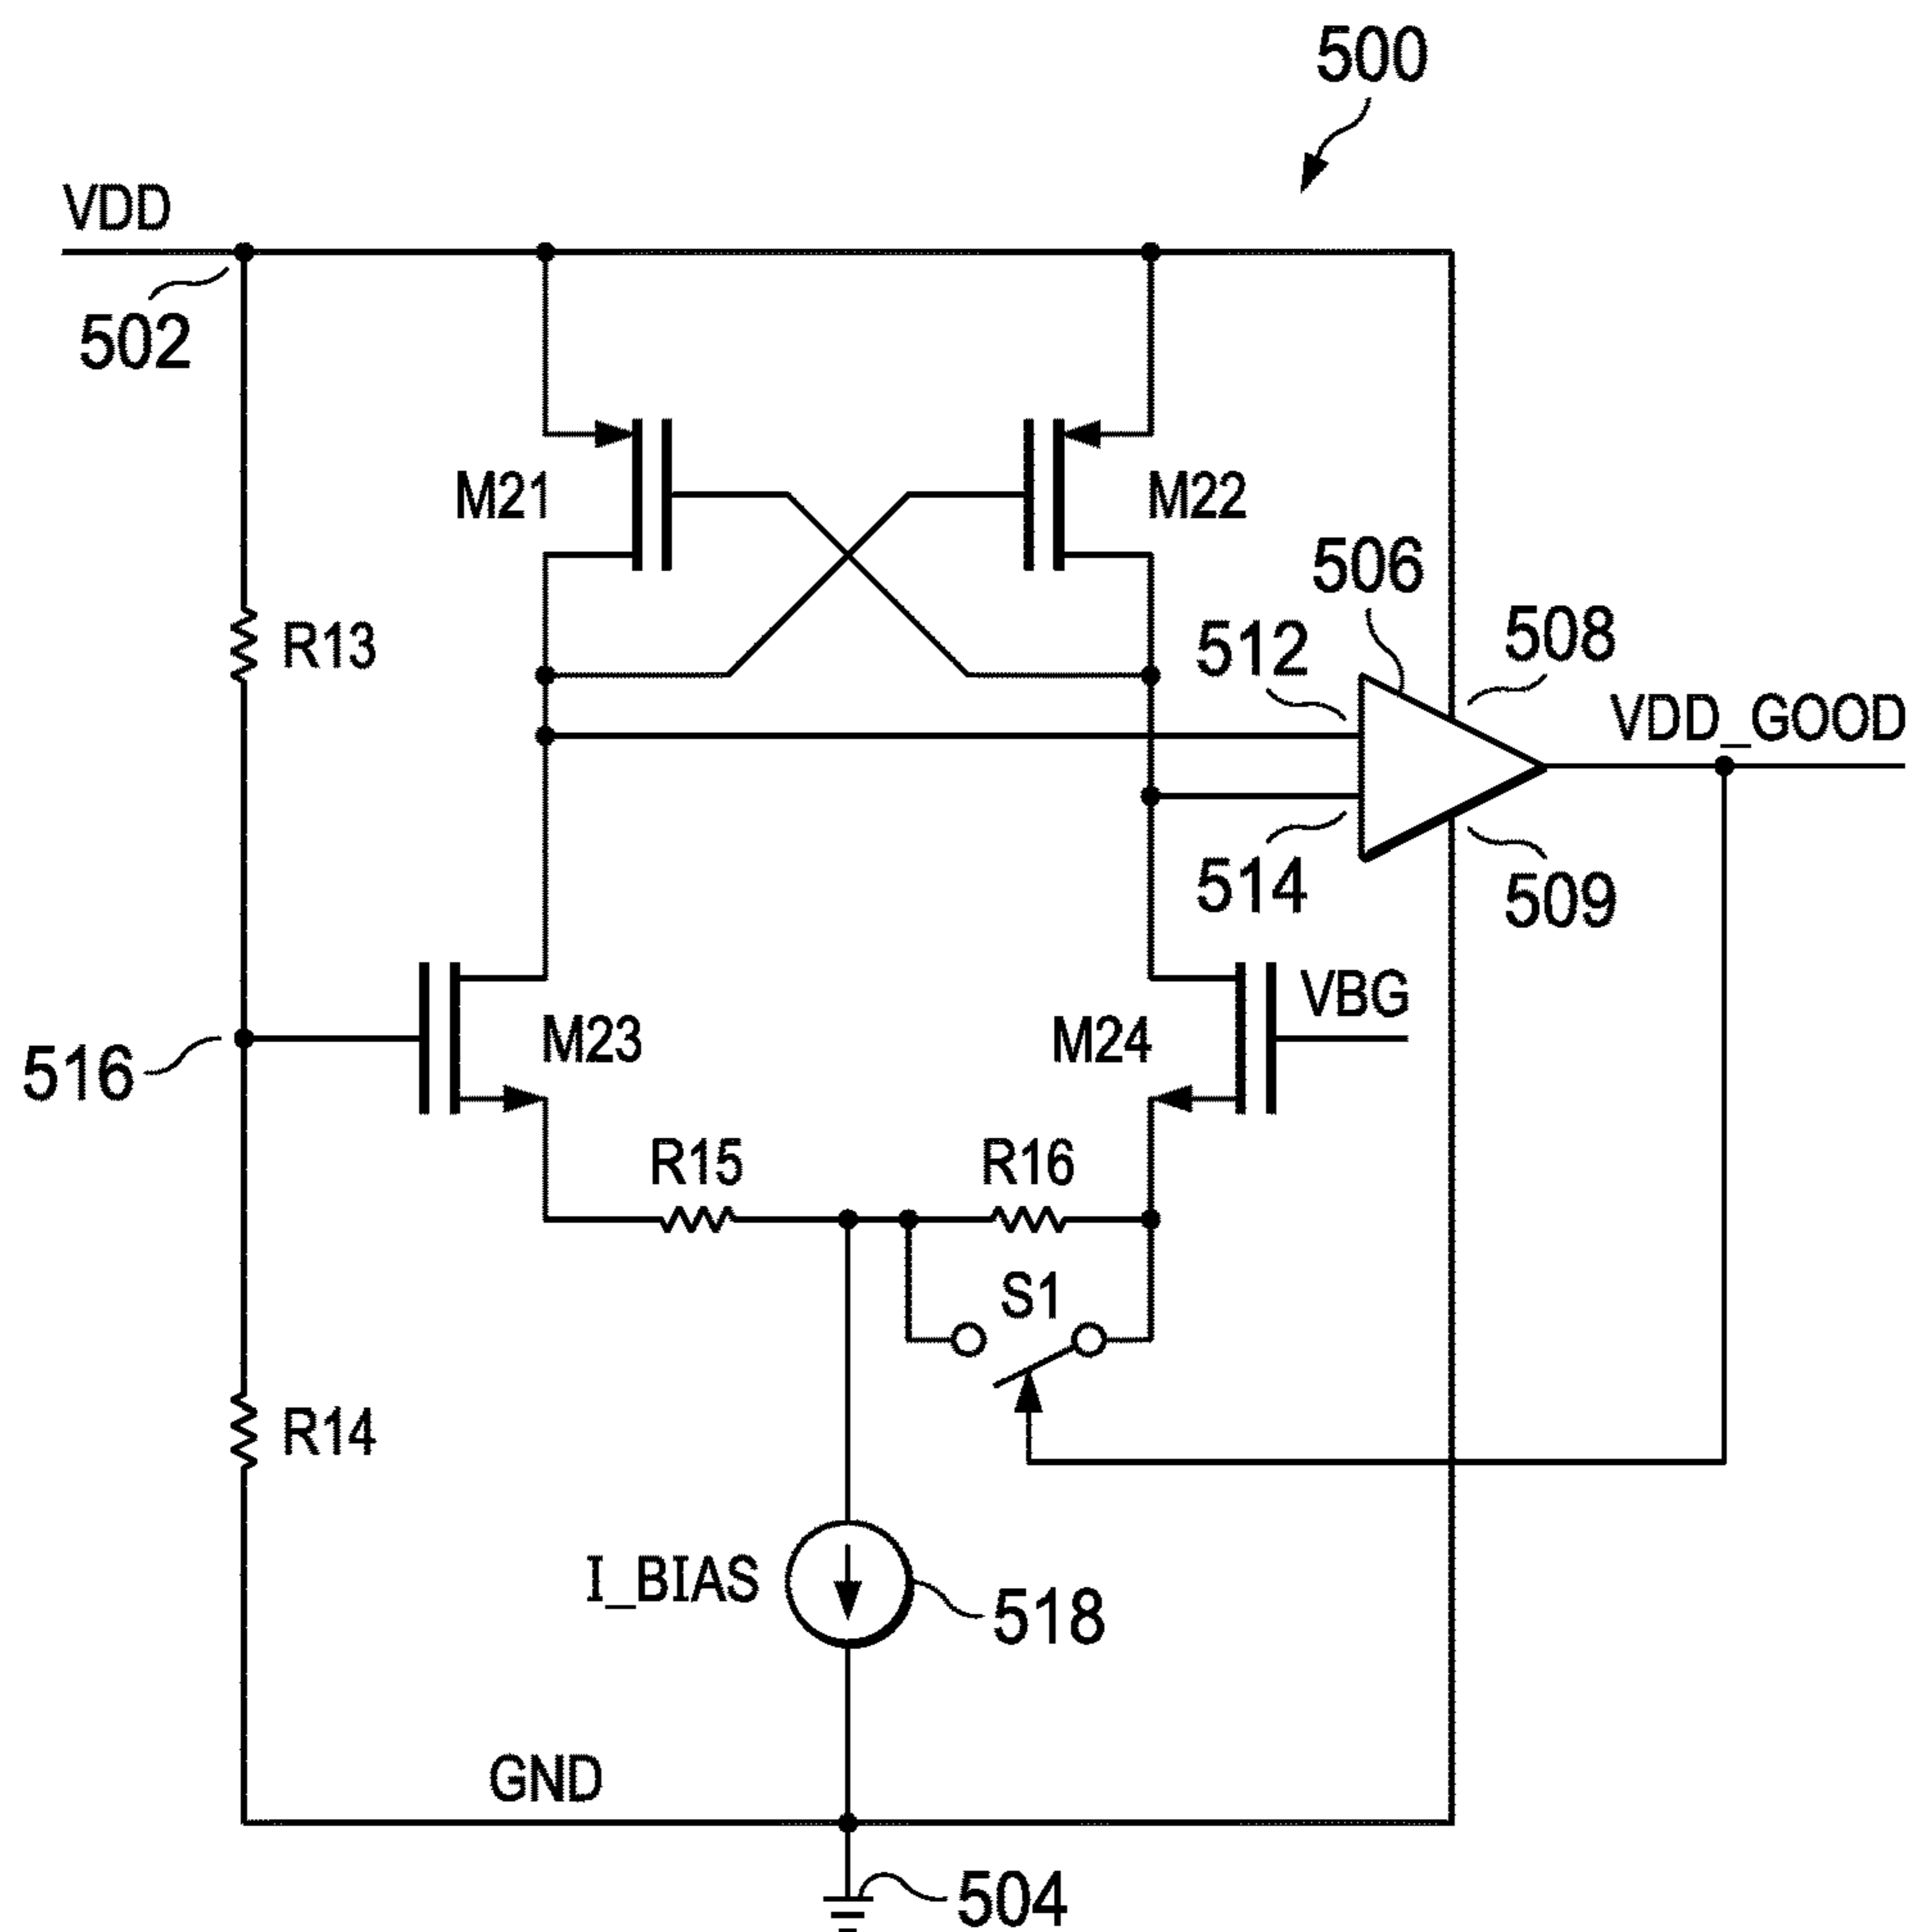 500
VDD
502
M21
M22
506
508
R13
512
VDD_GOOD
514
509
VBG
516
M23
M24
R15
R16
S1
R14
I_BIAS
518
GND
504